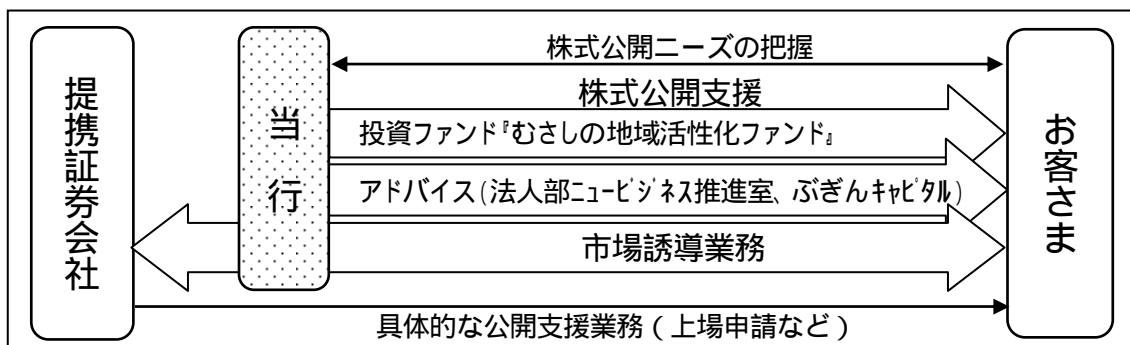 提携証券会社
当行
お客さま
株式公開ニーズの把握
株式公開支援
投資ファンド『むさしの地域活性化ファンド』
アドバイス(法人部ﾆｭｰﾋﾞｼﾞﾈｽ推進室、ぶぎんｷｬﾋﾟﾀﾙ)
市場誘導業務
具体的な公開支援業務(上場申請など)